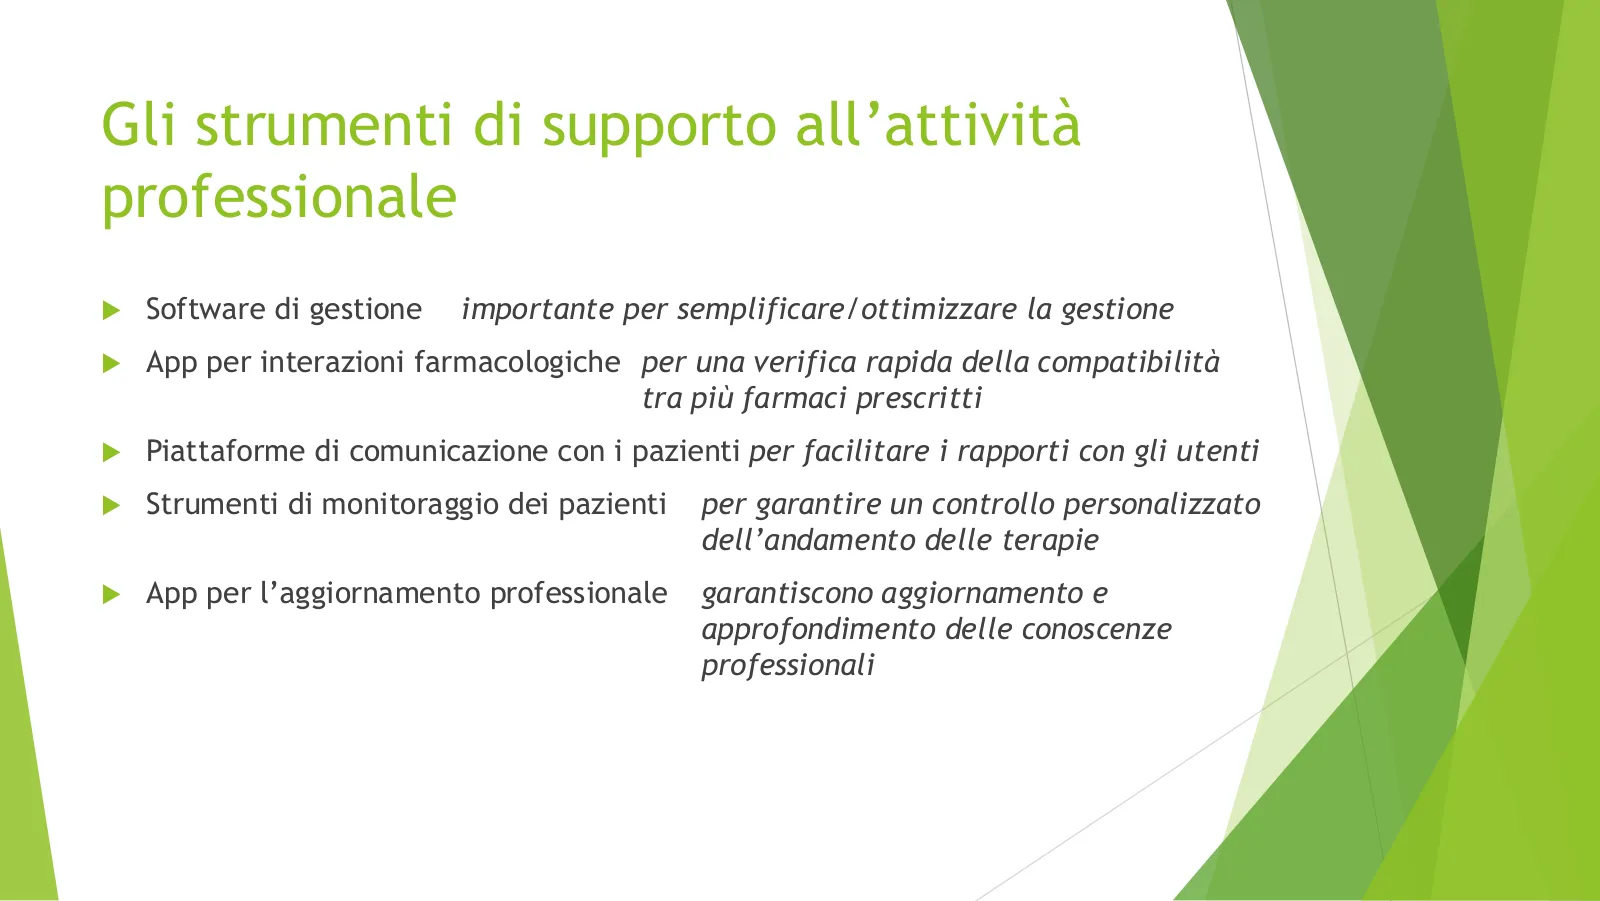 Gli strumenti di supporto all’attività
professionale
Software di gestione importante per semplificare/ottimizzare la gestione
App per interazioni farmacologiche per una verifica rapida della compatibilità
tra più farmaci prescritti
Piattaforme di comunicazione con i pazienti per facilitare i rapporti con gli utenti
Strumenti di monitoraggio dei pazienti per garantire un controllo personalizzato
dell’andamento delle terapie
App per l’aggiornamento professionale garantiscono aggiornamento e
approfondimento delle conoscenze
professionali